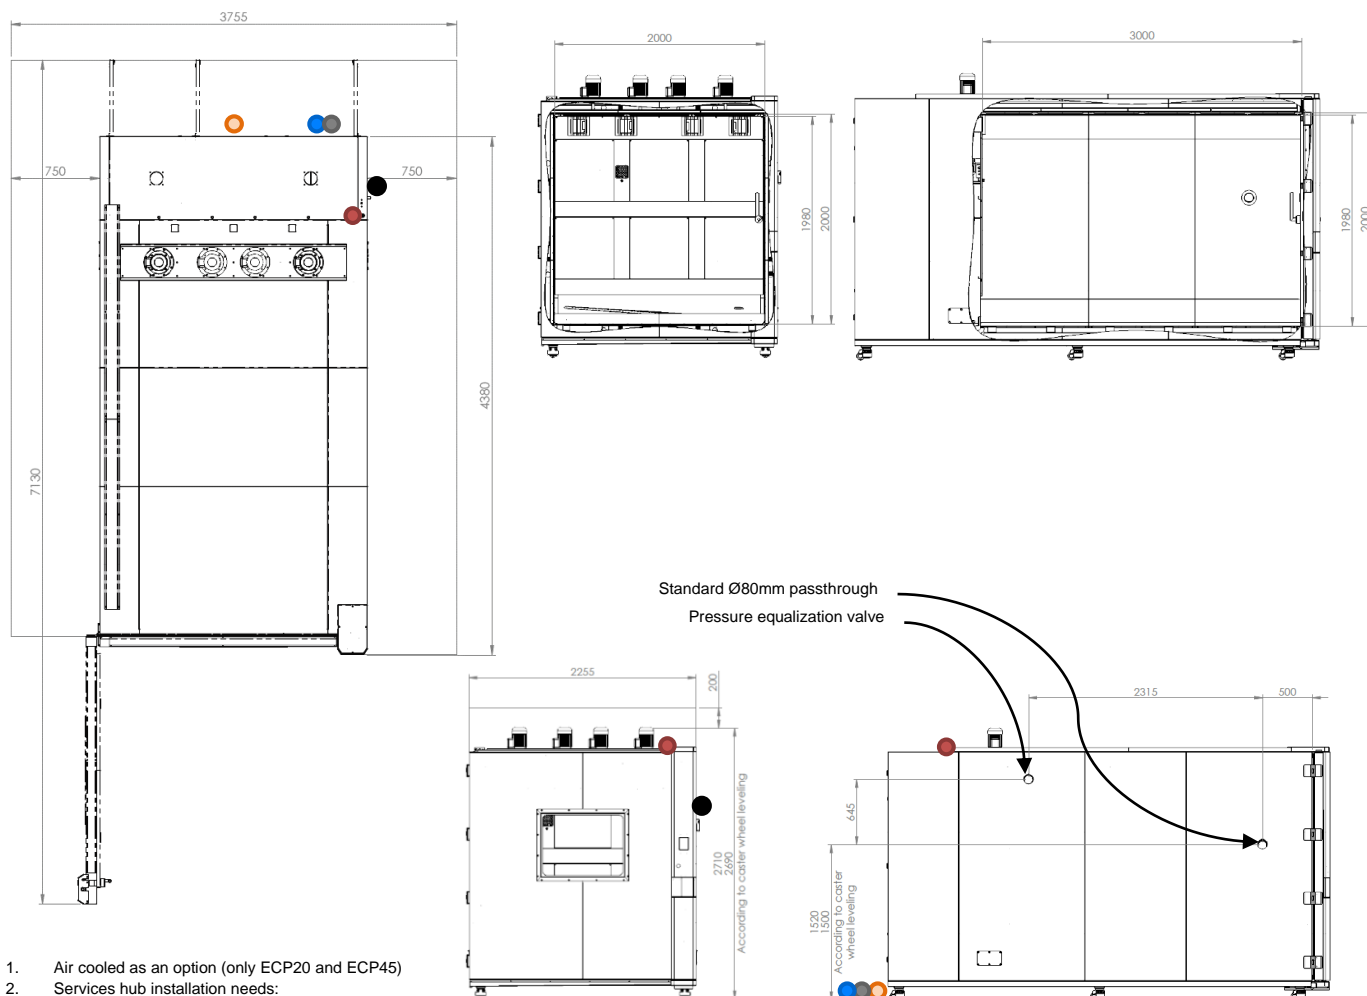 3755
2000
3000
750
750
1980
2000
1980
2000
4380
7130
Standard Ø80mm passthrough
Pressure equalization valve
2255
200
2315
500
645
2710
2690
According to caster wheel leveling
1520
1500
According to caster
wheel leveling
1. Air cooled as an option (only ECP20 and ECP45)
2. Services hub installation needs: